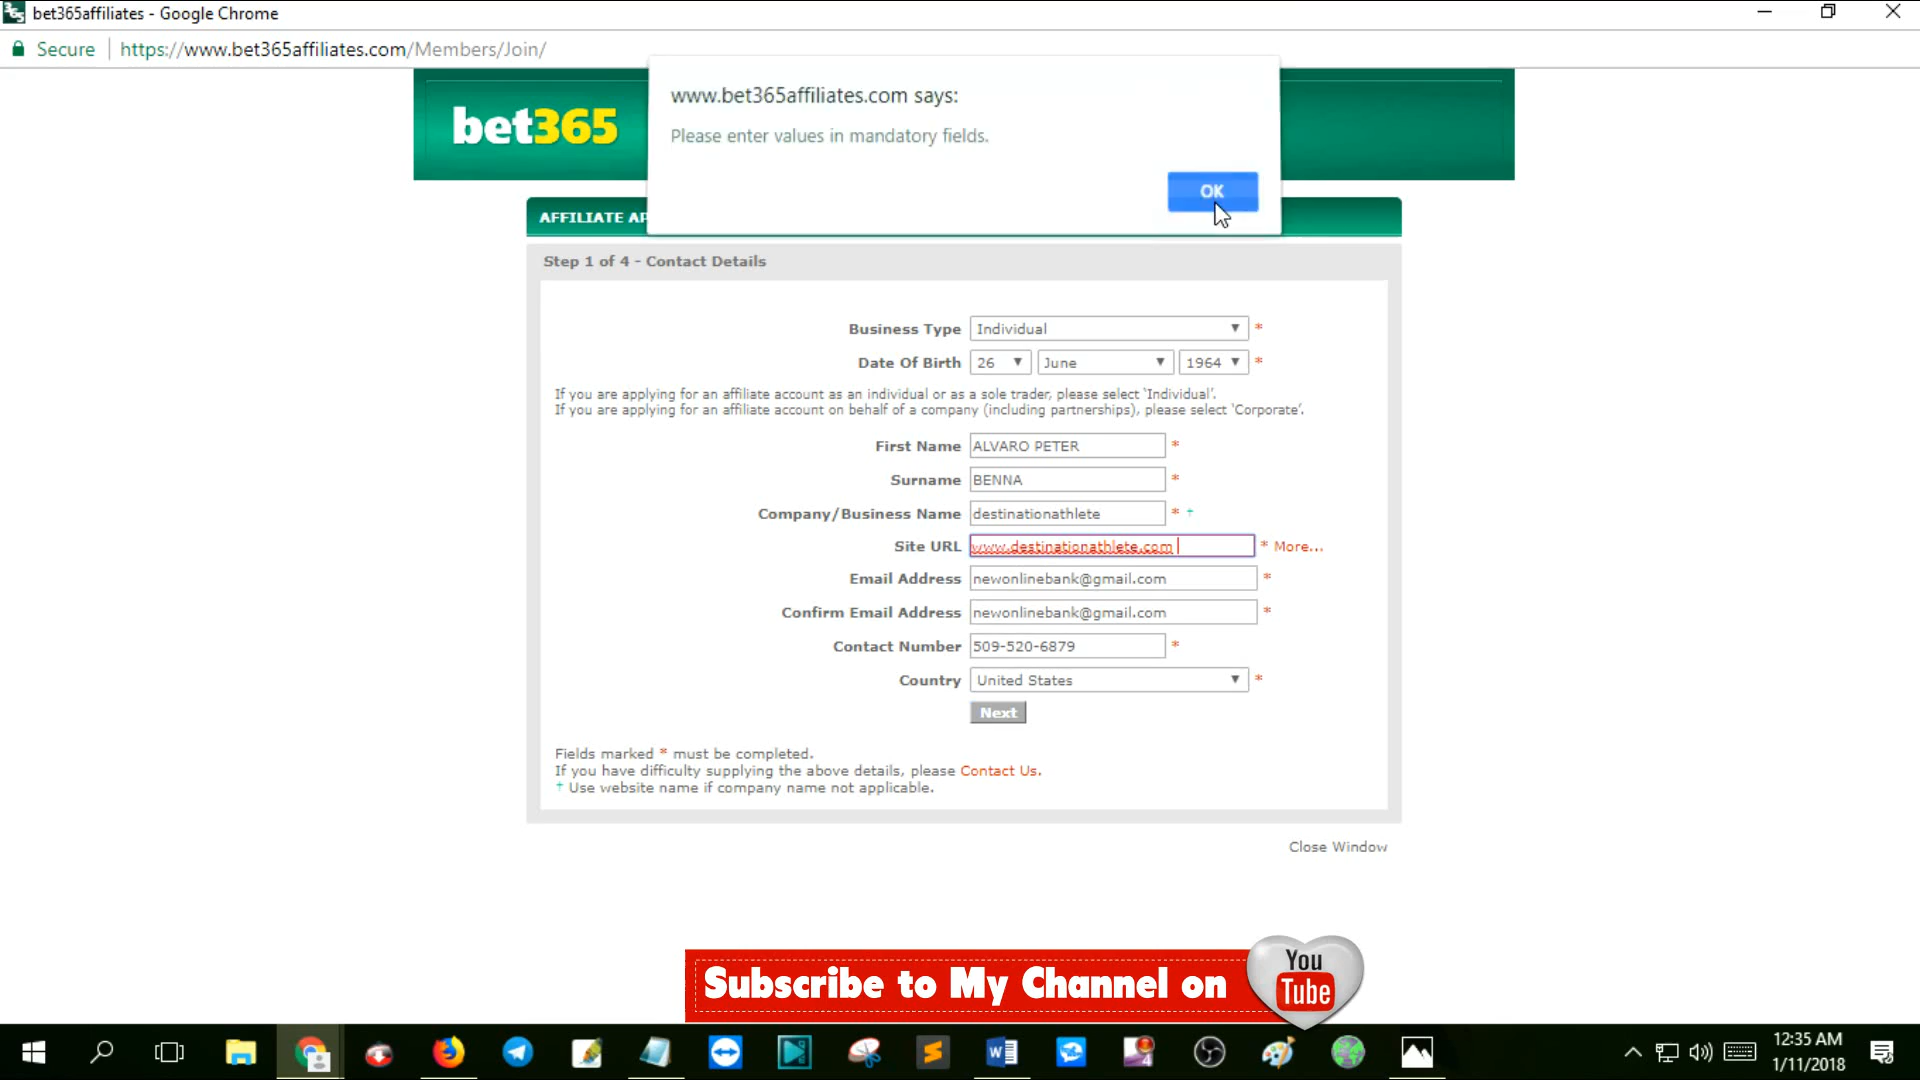 bet365affiliates - Google Chrome
Secure https://www.bet365affiliates.com/Members/Join/
www.bet365affiliates.com says:
Please enter values in mandatory fields.
OK
bet365
AFFILIATE AP
Step 1 of 4 - Contact Details
Business Type Individual *
Date Of Birth 26 June 1964 *
If you are applying for an affiliate account as an individual or as a sole trader, please select 'Individual'.
If you are applying for an affiliate account on behalf of a company (including partnerships), please select 'Corporate'.
First Name ALVARO PETER *
Surname BENNA *
Company/Business Name destinationathlete * †
Site URL www.destinationathlete.com * More...
Email Address newonlinebank@gmail.com *
Confirm Email Address newonlinebank@gmail.com *
Contact Number 509-520-6879 *
Country United States *
Next
Fields marked * must be completed.
If you have difficulty supplying the above details, please Contact Us.
† Use website name if company name not applicable.
Close Window
Subscribe to My Channel on
You
Tube
12:35 AM
1/11/2018